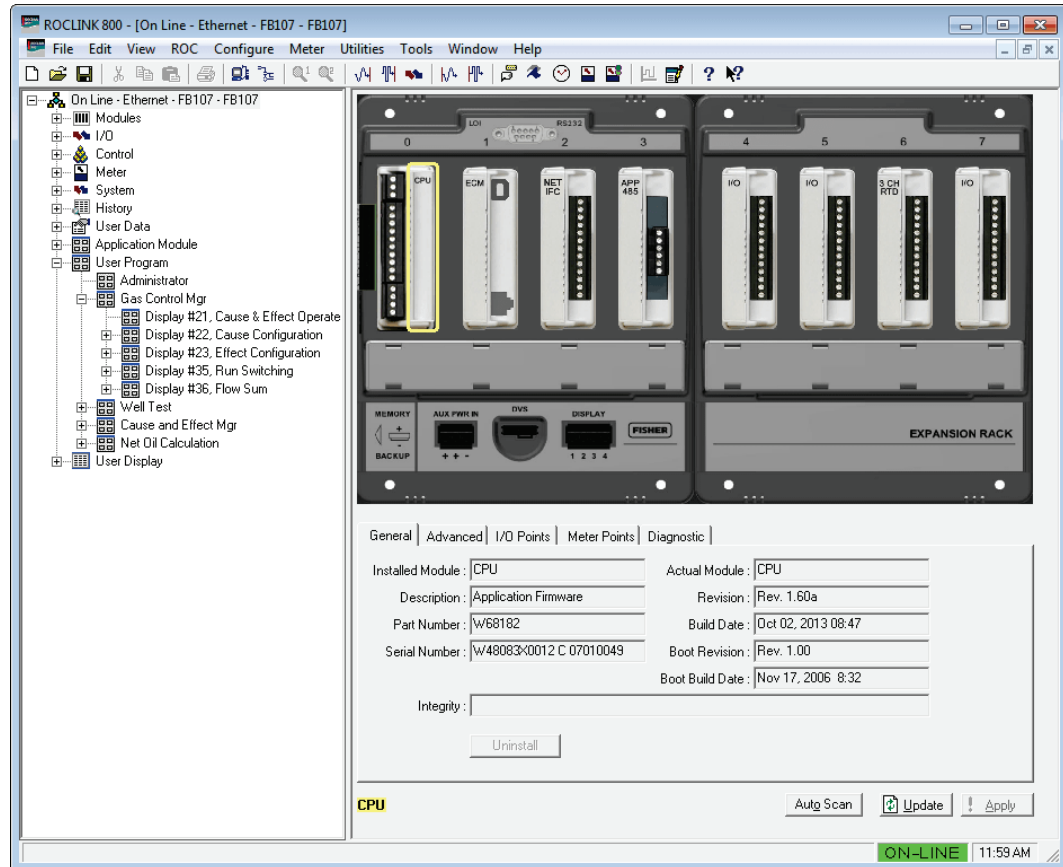 ROCLINK 800 - [On Line - Ethernet - FB107 - FB107]
File Edit View ROC Configure Meter Utilities Tools Window Help
On Line - Ethernet - FB107 - FB107
Modules
I/O
Control
Meter
System
History
User Data
Application Module
User Program
Administrator
Gas Control Mgr
Display #21, Cause & Effect Operate
Display #22, Cause Configuration
Display #23, Effect Configuration
Display #35, Run Switching
Display #36, Flow Sum
Well Test
Cause and Effect Mgr
Net Oil Calculation
User Display
LOI RS232
0 1 2 3 4 5 6 7
CPU ECM NET IFC APP 485 I/O I/O 3 CH RTD I/O
D
MEMORY BACKUP
AUX PWR IN
+ + -
DVS
DISPLAY
1 2 3 4
FISHER
EXPANSION RACK
General Advanced I/O Points Meter Points Diagnostic
Installed Module : CPU Actual Module : CPU
Description : Application Firmware Revision : Rev. 1.60a
Part Number : W68182 Build Date : Oct 02, 2013 08:47
Serial Number : W48083X0012 C 07010049 Boot Revision : Rev. 1.00
Boot Build Date : Nov 17, 2006 8:32
Integrity :
Uninstall
CPU Auto Scan Update ! Apply
ON-LINE 11:59 AM